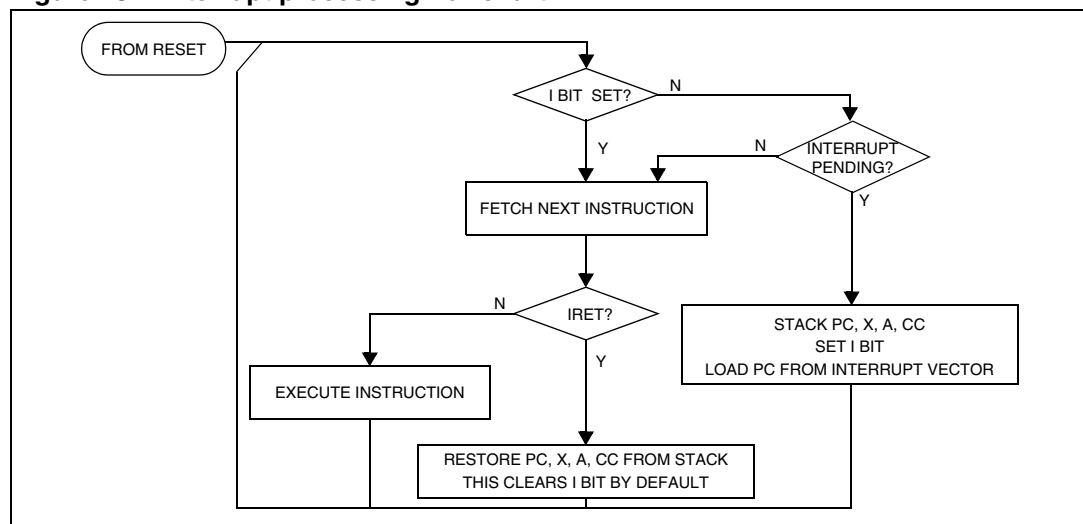 FROM RESET
I BIT SET?
N
Y
N
INTERRUPT
PENDING?
Y
FETCH NEXT INSTRUCTION
N
IRET?
Y
STACK PC, X, A, CC
SET I BIT
LOAD PC FROM INTERRUPT VECTOR
EXECUTE INSTRUCTION
RESTORE PC, X, A, CC FROM STACK
THIS CLEARS I BIT BY DEFAULT